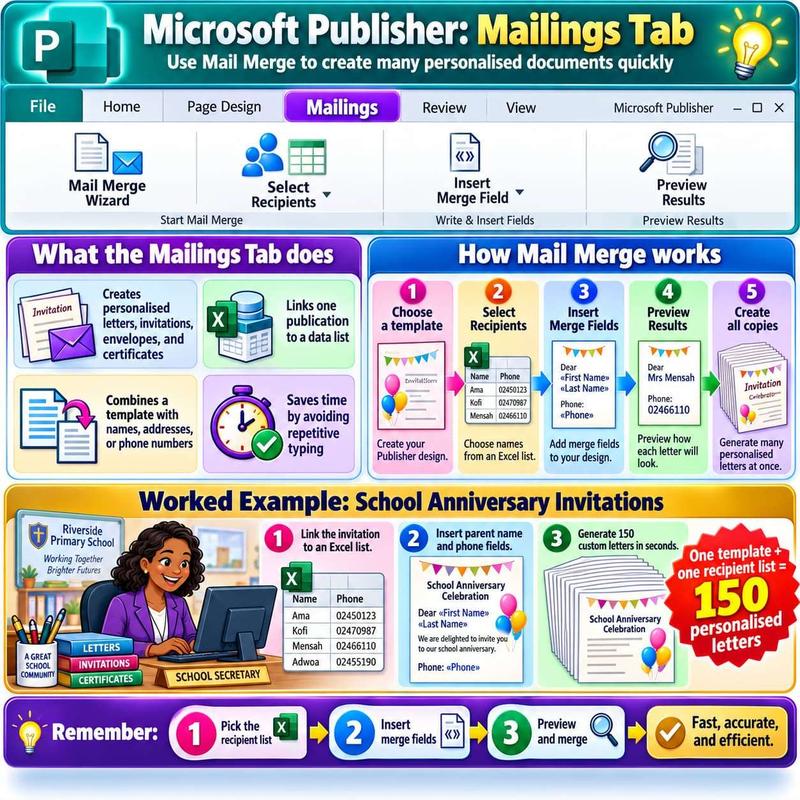 P
Microsoft Publisher: Mailings Tab
Use Mail Merge to create many personalised documents quickly
File
Home
Page Design
Mailings
Review
View
Microsoft Publisher
Mail Merge
Wizard
Select
Recipients
Insert
Merge Field
Preview
Results
Start Mail Merge
Write & Insert Fields
Preview Results
What the Mailings Tab does
Invitation
Creates
personalised
letters, invitations,
envelopes, and
certificates
X
Links one
publication
to a data list
Combines a
template with
names, addresses,
or phone numbers
Saves time
by avoiding
repetitive
typing
How Mail Merge works
1
Choose
a template
Invitation
Create your
Publisher design.
2
Select
Recipients
X
Name Phone
Ama 02450123
Kofi 02470987
Mensah 02466110
Choose names
from an Excel list.
3
Insert
Merge Fields
Dear
«First Name»
«Last Name»
Phone:
«Phone»
Add merge fields
to your design.
4
Preview
Results
Dear
Mrs Mensah
Phone:
02466110
Preview how
each letter will
look.
5
Create
all copies
Invitation
Generate many
personalised
letters at once.
Worked Example: School Anniversary Invitations
Riverside
Primary School
Working Together
Brighter Futures
A GREAT
SCHOOL
COMMUNITY
LETTERS
INVITATIONS
CERTIFICATES
SCHOOL SECRETARY
1
Link the invitation
to an Excel list.
X
Name Phone
Ama 02450123
Kofi 02470987
Mensah 02466110
Adwoa 02455190
2
Insert parent name
and phone fields.
School Anniversary
Celebration
Dear «First Name»
«Last Name»
We are delighted to invite you
to our school anniversary.
Phone: «Phone»
3
Generate 150
custom letters in seconds.
School Anniversary
Celebration
One template +
one recipient list =
150
personalised
letters
Remember:
1
Pick the
recipient list
X
2
Insert
merge fields
3
Preview
and merge
Fast, accurate,
and efficient.